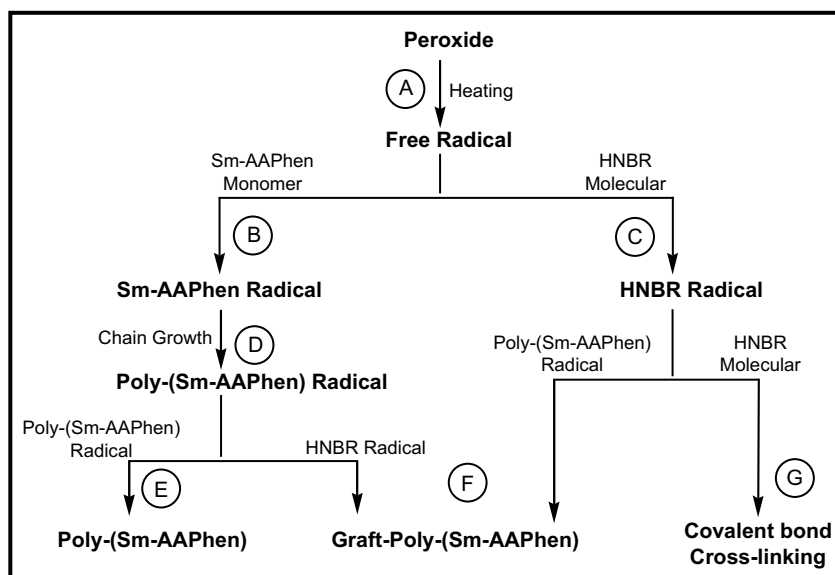 Peroxide
A
Heating
Free Radical
Sm-AAPhen
Monomer
HNBR
Molecular
B
C
Sm-AAPhen Radical
HNBR Radical
Chain Growth
D
Poly-(Sm-AAPhen)
Radical
HNBR
Molecular
Poly-(Sm-AAPhen) Radical
Poly-(Sm-AAPhen)
Radical
HNBR Radical
E
F
G
Poly-(Sm-AAPhen)
Graft-Poly-(Sm-AAPhen)
Covalent bond
Cross-linking